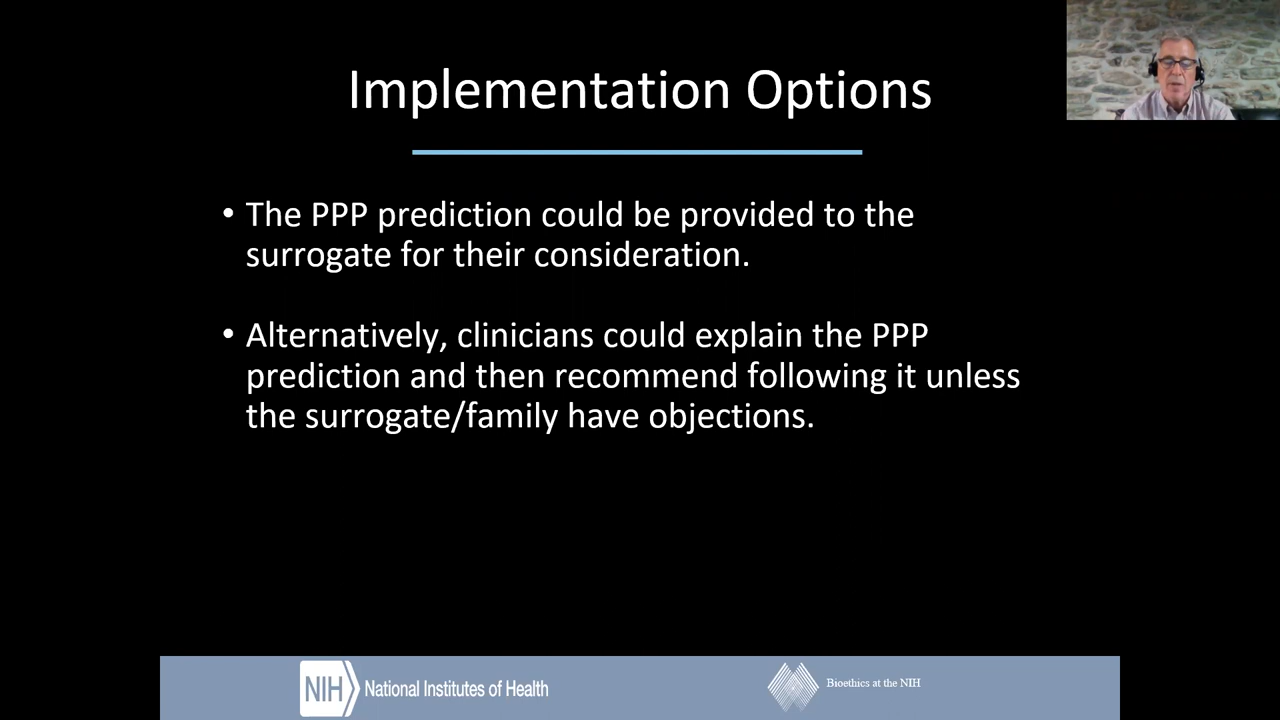 Implementation Options
• The PPP prediction could be provided to the
surrogate for their consideration.
• Alternatively, clinicians could explain the PPP
prediction and then recommend following it unless
the surrogate/family have objections.
NIH National Institutes of Health
Bioethics at the NIH